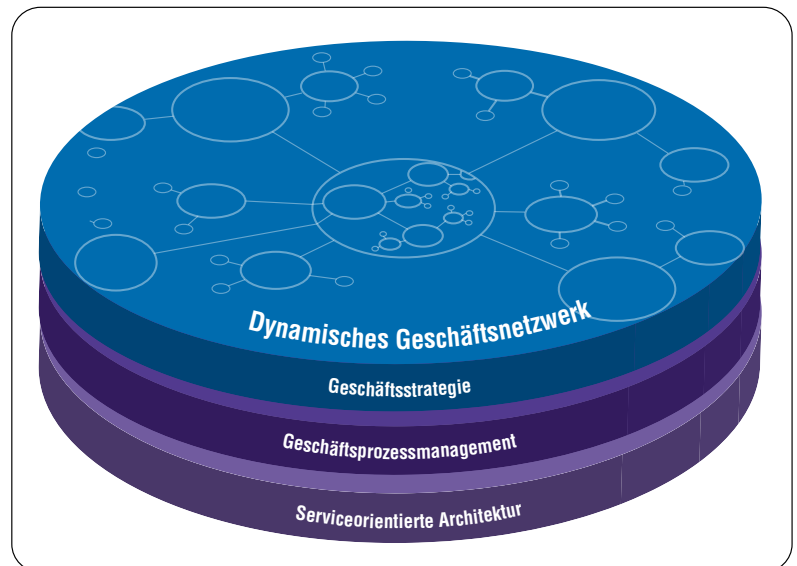 Dynamisches Geschäftsnetzwerk
Geschäftsstrategie
Geschäftsprozessmanagement
Serviceorientierte Architektur